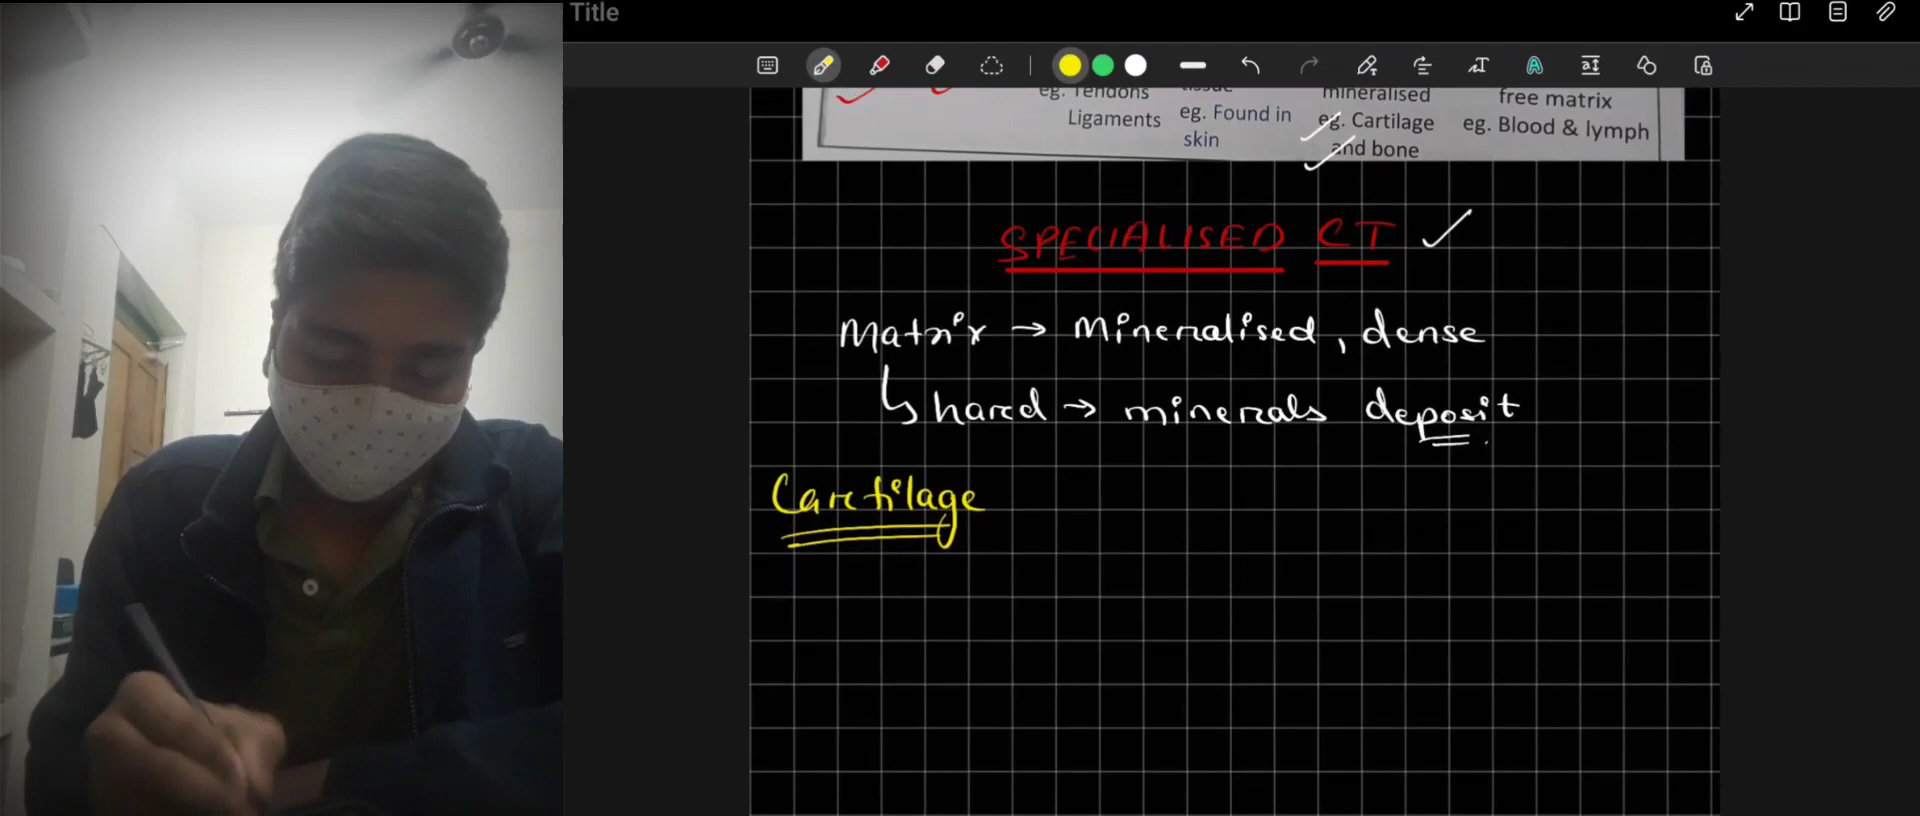 Title
eg. Tendons
Ligaments
tissue
eg. Found in
skin
mineralised
eg. Cartilage
and bone
free matrix
eg. Blood & lymph
SPECIALISED CT
Matrix → Mineralised, dense
hard → minerals deposit
Cartilage